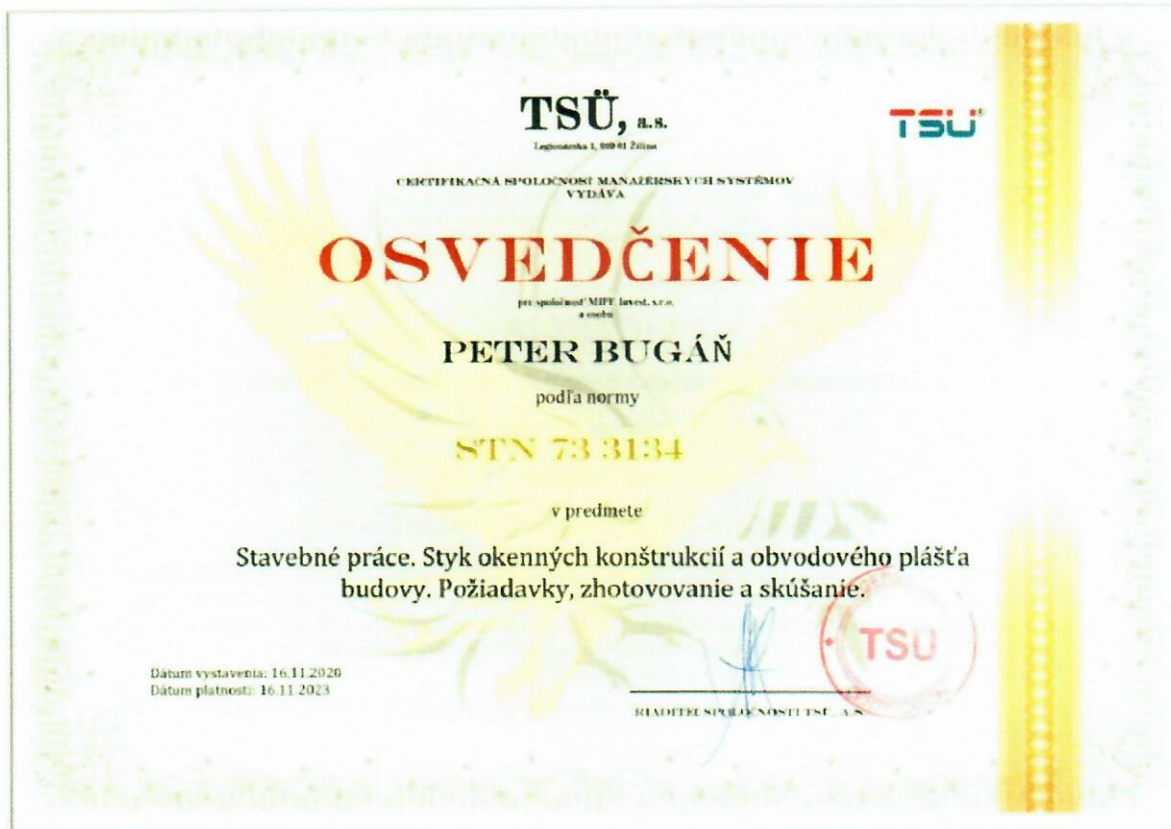 TSÜ, a.s.
Legionárska 1, 010 01 Žilina
TSÜ®
CERTIFIKAČNÁ SPOLOČNOSŤ MANAŽÉRSKYCH SYSTÉMOV
VYDÁVA
OSVEDČENIE
pre spoločnosť Invest, s.r.o.
a osobu
PETER BUGÁŇ
podľa normy
STN 73 3134
v predmete
Stavebné práce. Styk okenných konštrukcií a obvodového plášťa
budovy. Požiadavky, zhotovovanie a skúšanie.
TSÜ
Dátum vystavenia: 16.11.2020
Dátum platnosti: 16.11.2023
RIADITEĽ SPOLOČNOSTI TSÜ, A.S.